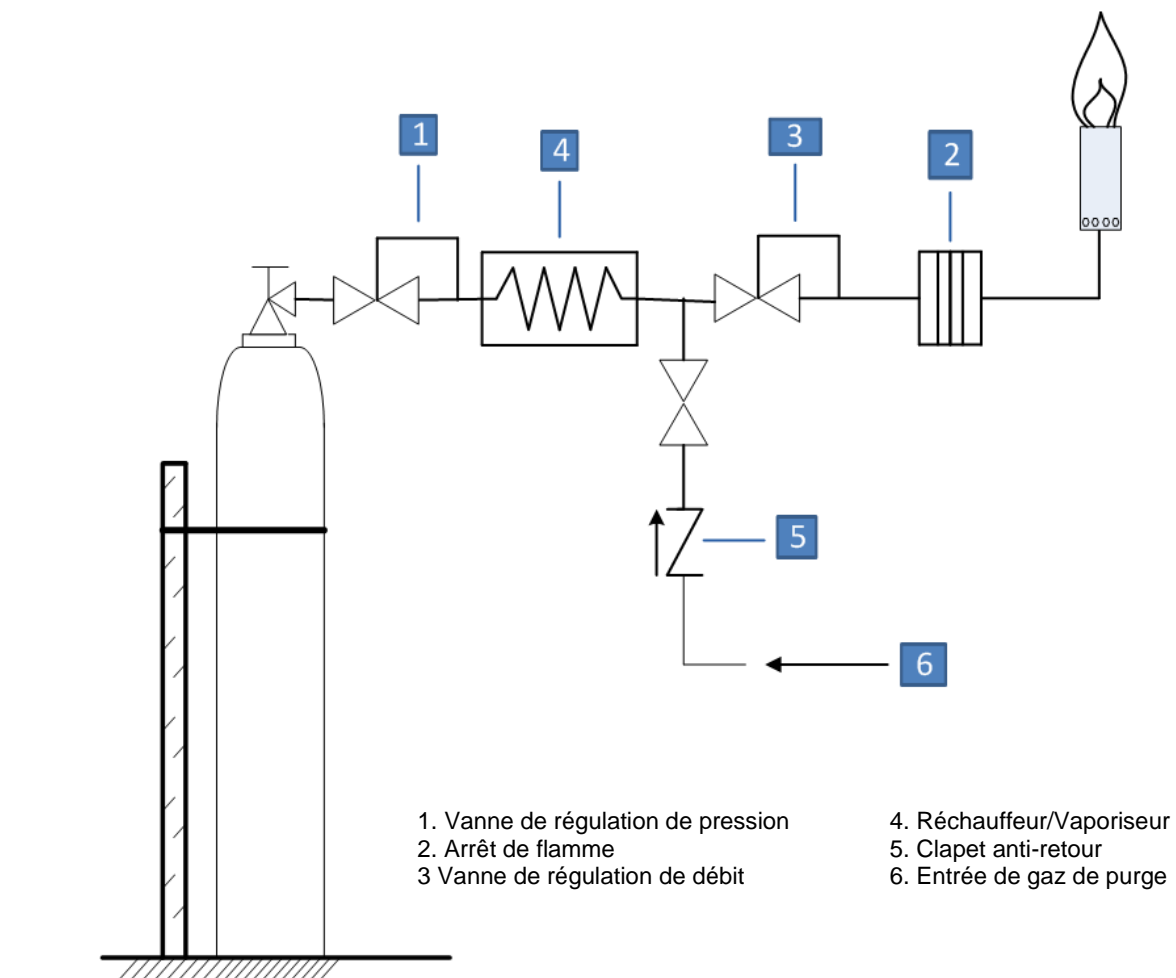 1
4
3
2
5
6
1. Vanne de régulation de pression
2. Arrêt de flamme
3 Vanne de régulation de débit
4. Réchauffeur/Vaporiseur
5. Clapet anti-retour
6. Entrée de gaz de purge